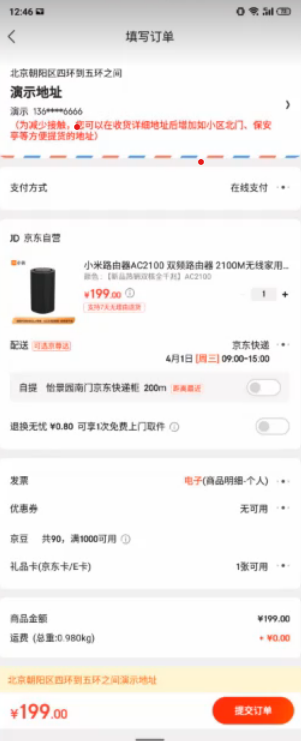 12:46
填写订单
北京朝阳区四环到五环之间
演示地址
演示 136****6666
(为减少接触，您可以在收货详细地址后增加如小区北门、保安亭等方便提货的地址)
支付方式 在线支付
JD 京东自营
小米路由器AC2100 双频路由器 2100M无线家用...
AC2100
¥199.00
1 +
支持7天无理由退货
配送 可选京尊达 京东快递
4月1日 [周三] 09:00-15:00
自提 怡景园南门京东快递柜 200m 距离最近
退换无忧 ¥0.80 可享1次免费上门取件
发票 电子(商品明细-个人)
优惠券 无可用
京豆 共90，满1000可用
礼品卡(京东卡/E卡) 1张可用
商品金额 ¥199.00
运费 (总重:0.980kg) + ¥0.00
北京朝阳区四环到五环之间演示地址
¥199.00 提交订单